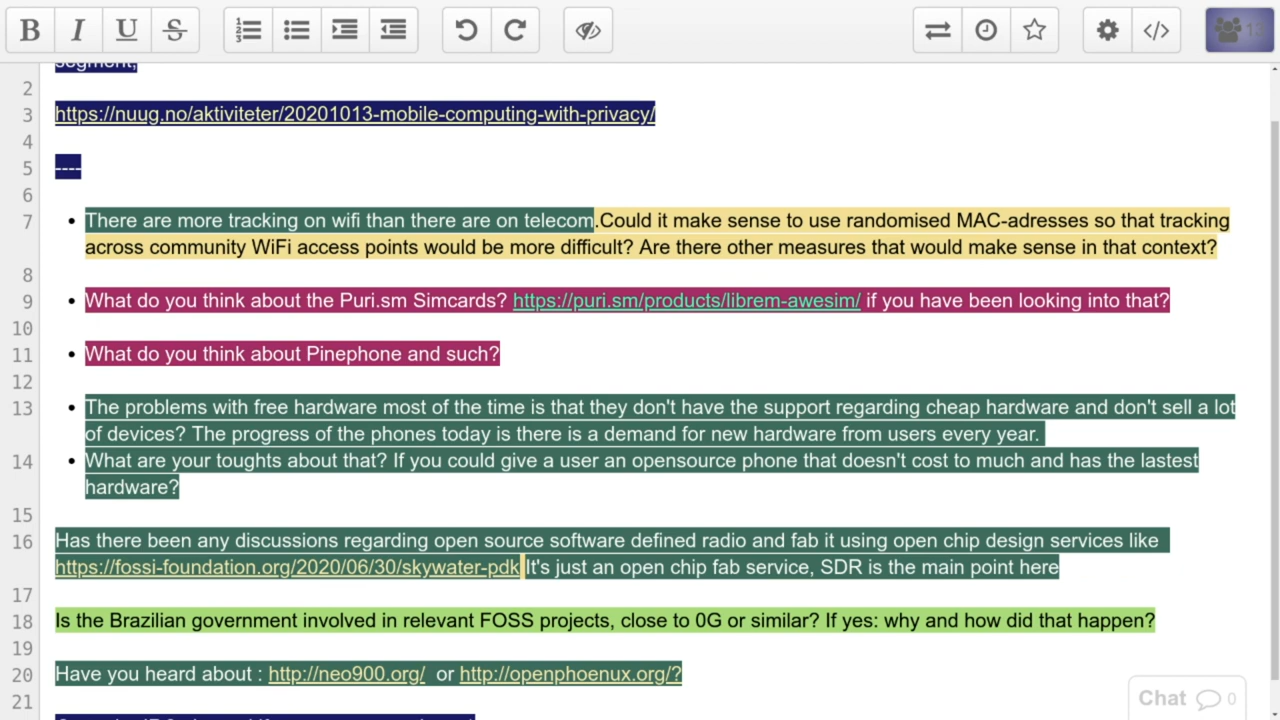 B I U S 13
segment,
2
3 https://nuug.no/aktiviteter/20201013-mobile-computing-with-privacy/
4
5 ----
6
7 There are more tracking on wifi than there are on telecom.Could it make sense to use randomised MAC-adresses so that tracking
across community WiFi access points would be more difficult? Are there other measures that would make sense in that context?
8
9 What do you think about the Puri.sm Simcards? https://puri.sm/products/librem-awesim/ if you have been looking into that?
10
11 What do you think about Pinephone and such?
12
13 The problems with free hardware most of the time is that they don't have the support regarding cheap hardware and don't sell a lot
of devices? The progress of the phones today is there is a demand for new hardware from users every year.
14 What are your toughts about that? If you could give a user an opensource phone that doesn't cost to much and has the lastest
hardware?
15
16 Has there been any discussions regarding open source software defined radio and fab it using open chip design services like
https://fossi-foundation.org/2020/06/30/skywater-pdk It's just an open chip fab service, SDR is the main point here
17
18 Is the Brazilian government involved in relevant FOSS projects, close to 0G or similar? If yes: why and how did that happen?
19
20 Have you heard about : http://neo900.org/ or http://openphoenux.org/?
21
Chat 0